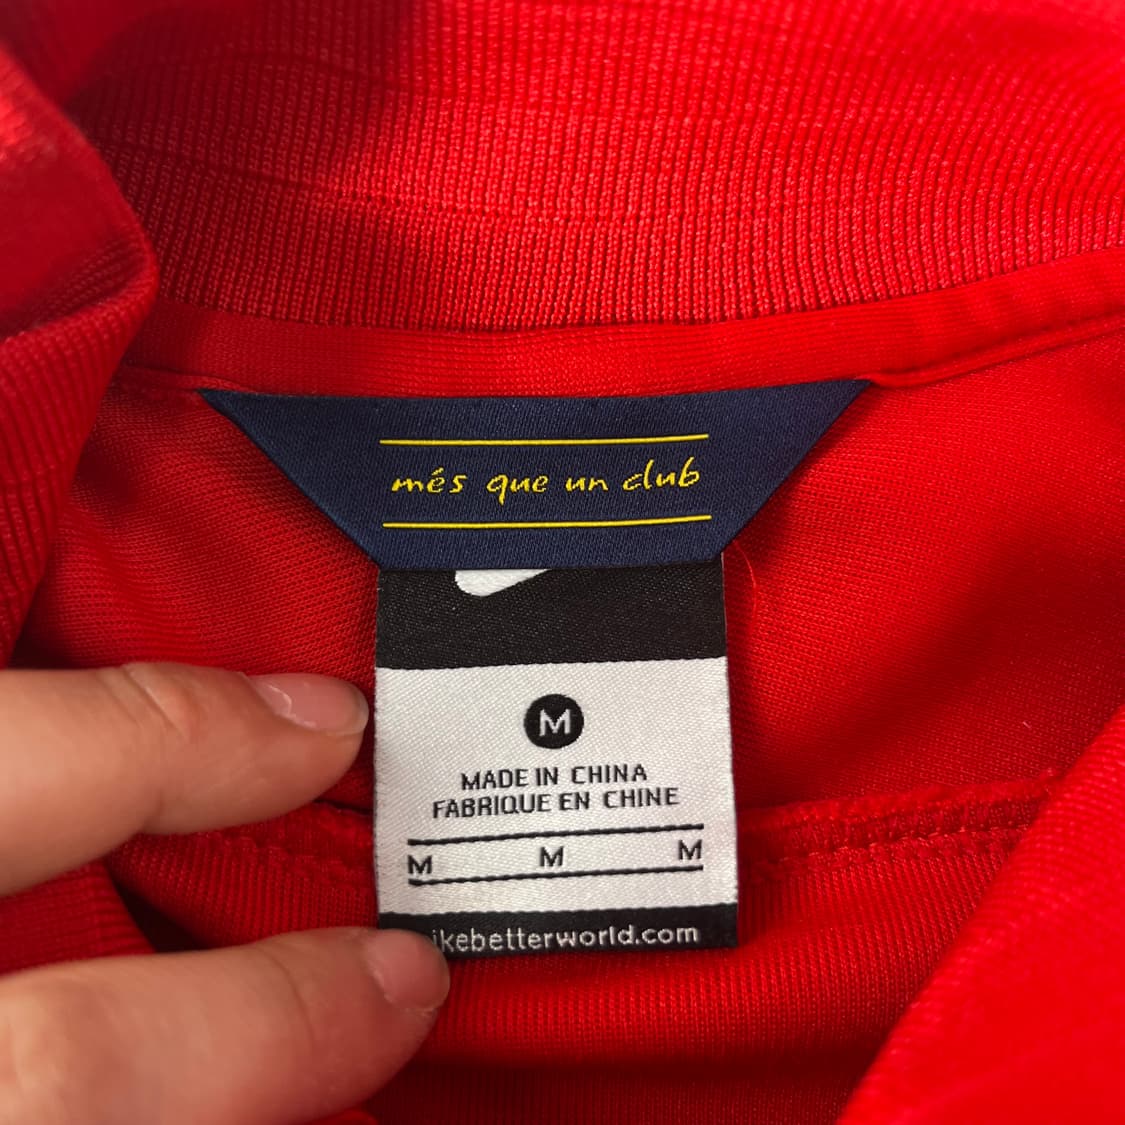 més que un club
M
MADE IN CHINA
FABRIQUE EN CHINE
M M M
ikebetterworld.com